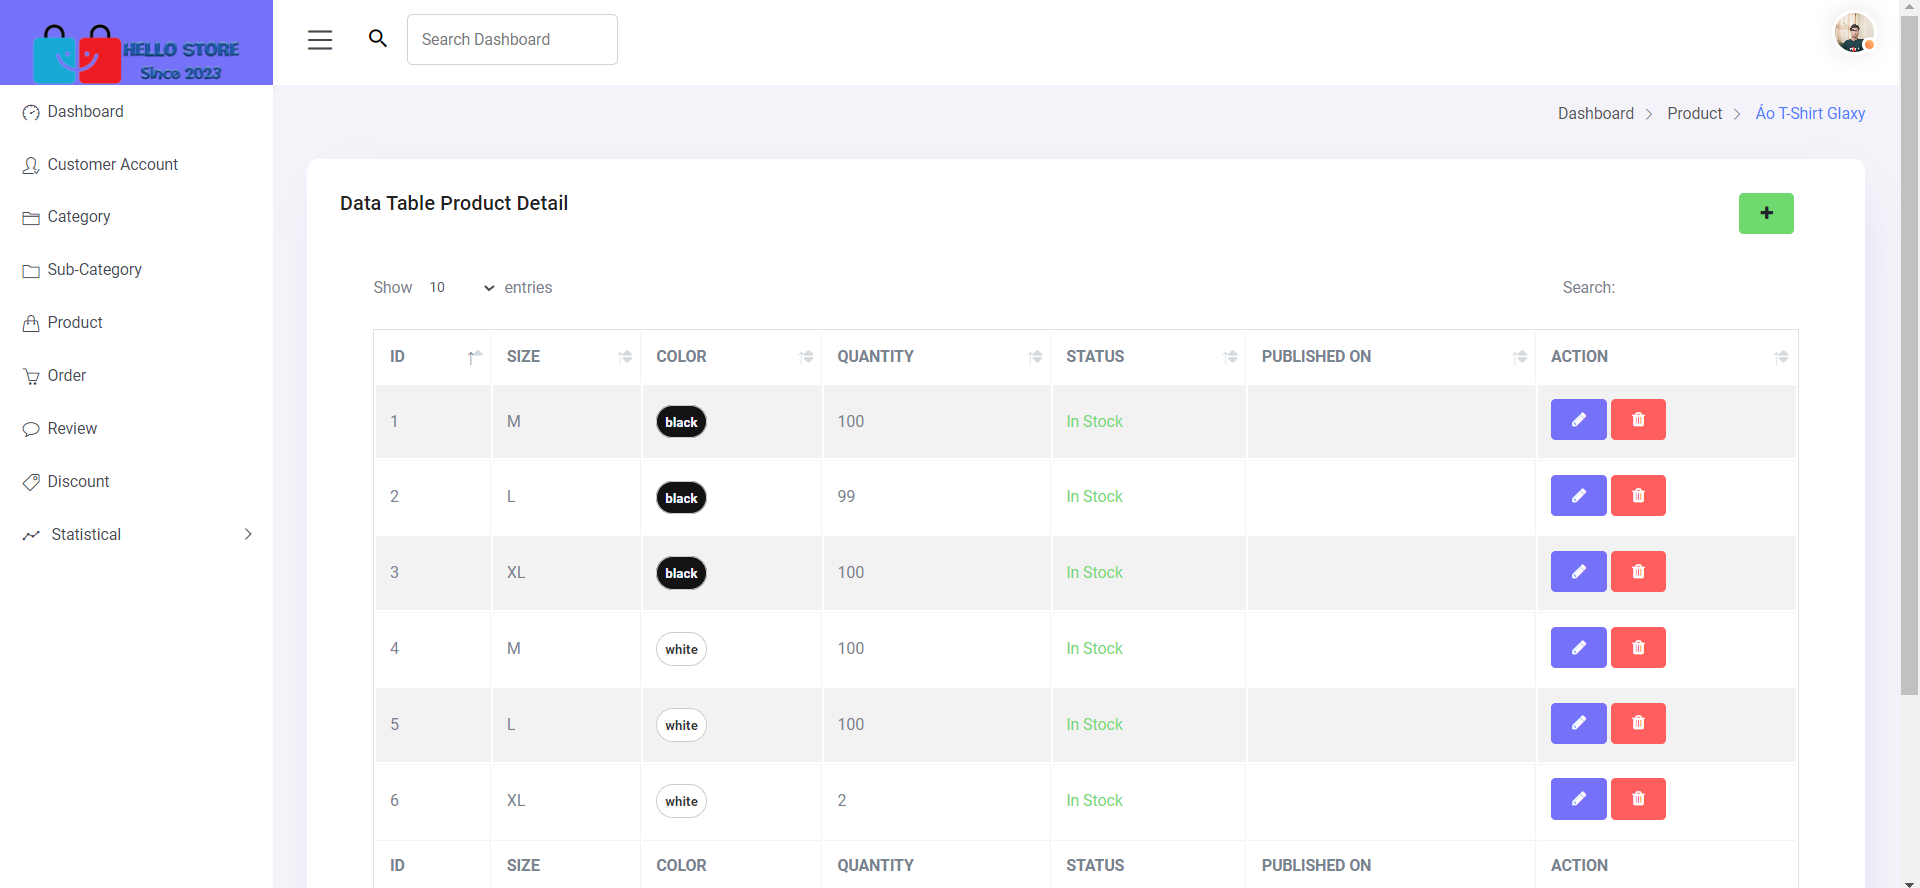 HELLO STORE
Since 2023
Search Dashboard
Dashboard
Customer Account
Category
Sub-Category
Product
Order
Review
Discount
Statistical
Dashboard > Product > Áo T-Shirt Glaxy
Data Table Product Detail
+
Show 10 entries Search:
ID SIZE COLOR QUANTITY STATUS PUBLISHED ON ACTION
1 M black 100 In Stock
2 L black 99 In Stock
3 XL black 100 In Stock
4 M white 100 In Stock
5 L white 100 In Stock
6 XL white 2 In Stock
ID SIZE COLOR QUANTITY STATUS PUBLISHED ON ACTION